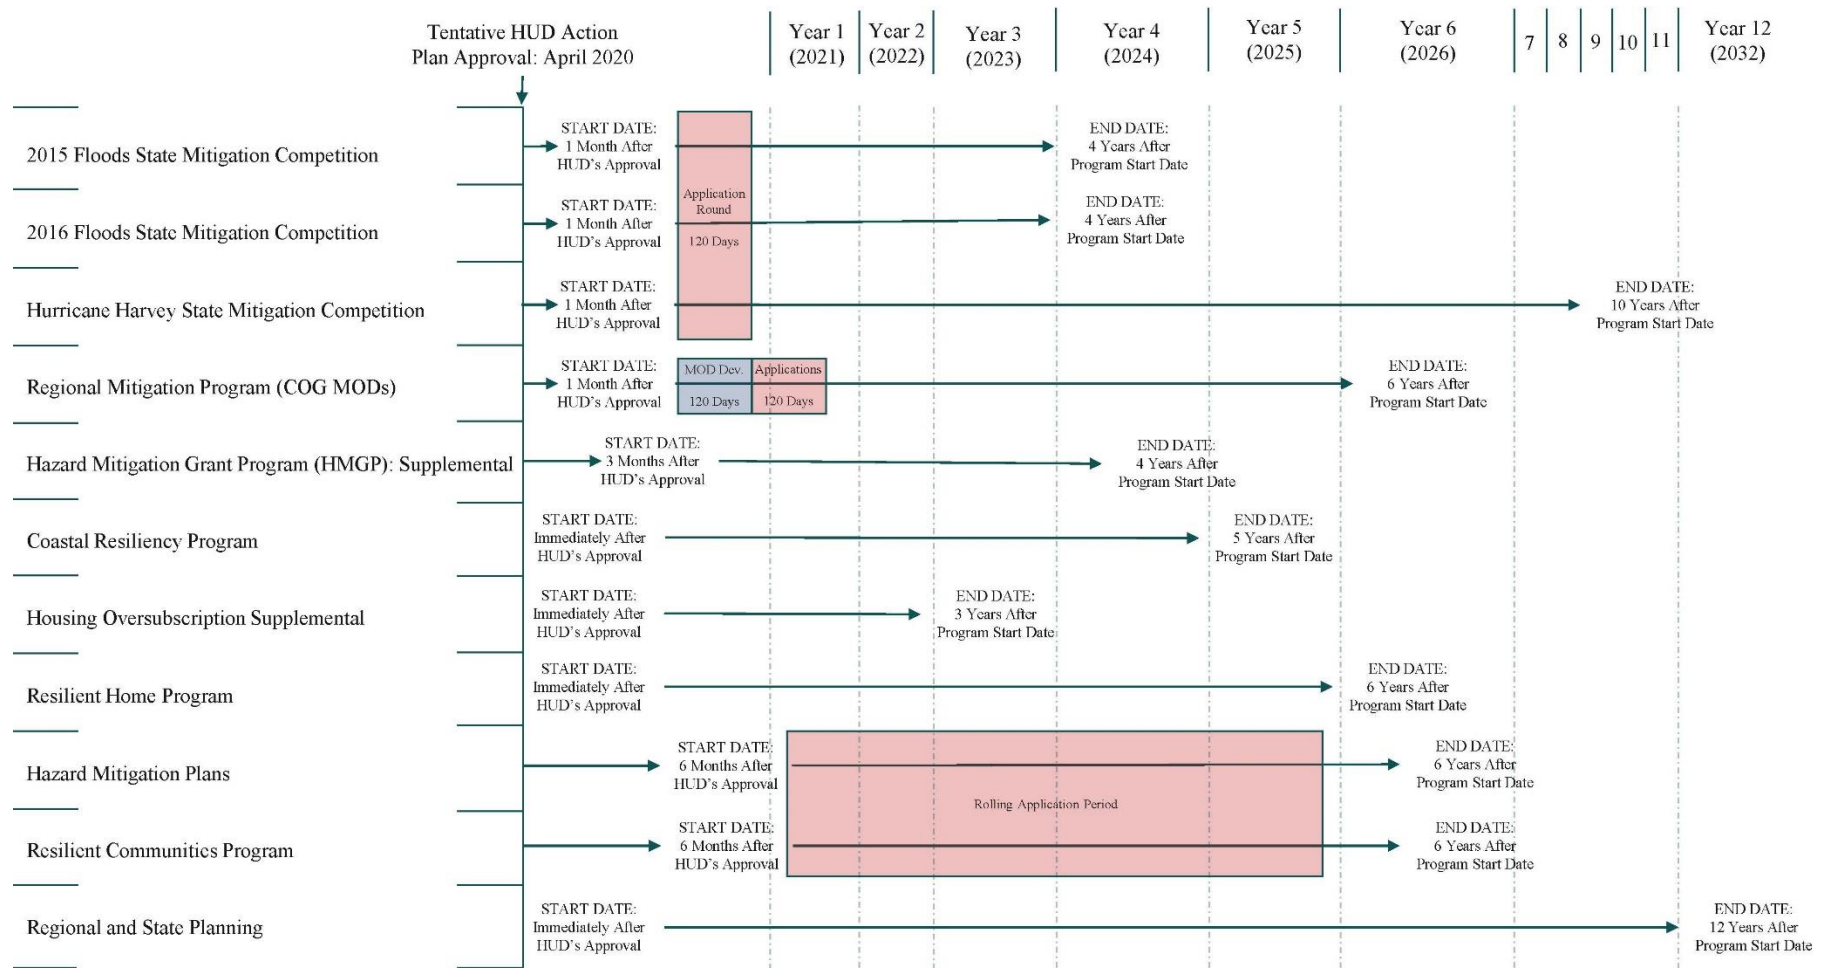 Tentative HUD Action
Plan Approval: April 2020
Year 1
(2021)
Year 2
(2022)
Year 3
(2023)
Year 4
(2024)
Year 5
(2025)
Year 6
(2026)
7
8
9
10
11
Year 12
(2032)
2015 Floods State Mitigation Competition
START DATE:
1 Month After
HUD's Approval
END DATE:
4 Years After
Program Start Date
Application
Round
120 Days
2016 Floods State Mitigation Competition
START DATE:
1 Month After
HUD's Approval
END DATE:
4 Years After
Program Start Date
Hurricane Harvey State Mitigation Competition
START DATE:
1 Month After
HUD's Approval
END DATE:
10 Years After
Program Start Date
Regional Mitigation Program (COG MODs)
START DATE:
1 Month After
HUD's Approval
MOD Dev.
120 Days
Applications
120 Days
END DATE:
6 Years After
Program Start Date
Hazard Mitigation Grant Program (HMGP): Supplemental
START DATE:
3 Months After
HUD's Approval
END DATE:
4 Years After
Program Start Date
Coastal Resiliency Program
START DATE:
Immediately After
HUD's Approval
END DATE:
5 Years After
Program Start Date
Housing Oversubscription Supplemental
START DATE:
Immediately After
HUD's Approval
END DATE:
3 Years After
Program Start Date
Resilient Home Program
START DATE:
Immediately After
HUD's Approval
END DATE:
6 Years After
Program Start Date
Hazard Mitigation Plans
START DATE:
6 Months After
HUD's Approval
END DATE:
6 Years After
Program Start Date
Rolling Application Period
Resilient Communities Program
START DATE:
6 Months After
HUD's Approval
END DATE:
6 Years After
Program Start Date
Regional and State Planning
START DATE:
Immediately After
HUD's Approval
END DATE:
12 Years After
Program Start Date